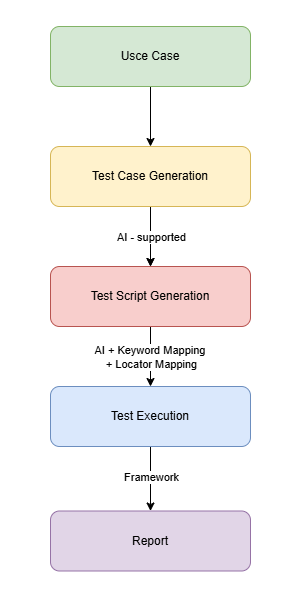 Usce Case
Test Case Generation
AI - supported
Test Script Generation
AI + Keyword Mapping
+ Locator Mapping
Test Execution
Framework
Report